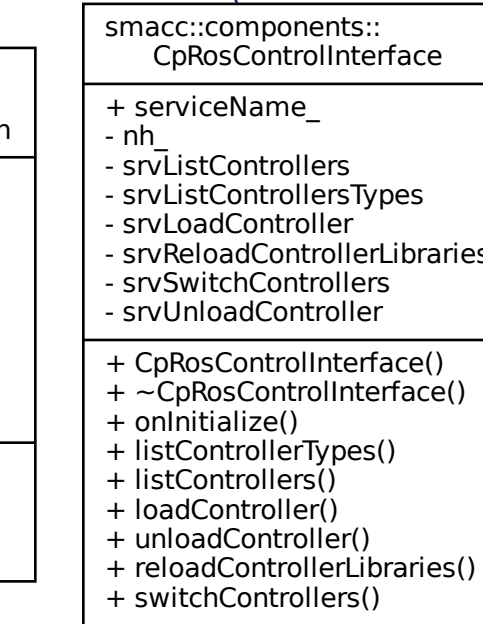 smacc::components::
CpRosControlInterface
+ serviceName_
- nh_
- srvListControllers
- srvListControllersTypes
- srvLoadController
- srvReloadControllerLibraries
- srvSwitchControllers
- srvUnloadController
+ CpRosControlInterface()
+ ~CpRosControlInterface()
+ onInitialize()
+ listControllerTypes()
+ listControllers()
+ loadController()
+ unloadController()
+ reloadControllerLibraries()
+ switchControllers()